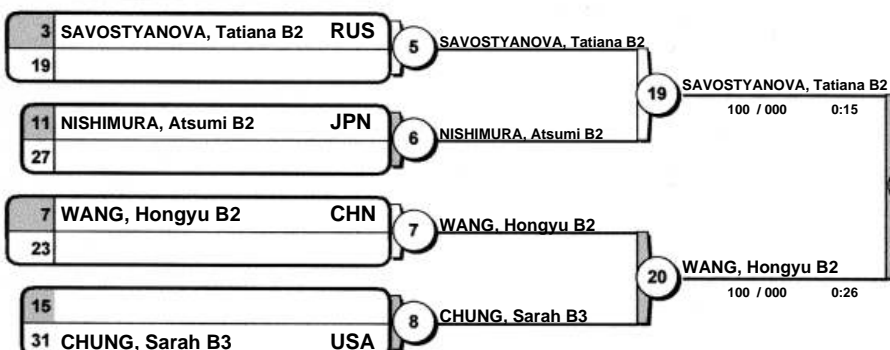 3 SAVOSTYANOVA, Tatiana B2 RUS
19
5 SAVOSTYANOVA, Tatiana B2
11 NISHIMURA, Atsumi B2 JPN
27
6 NISHIMURA, Atsumi B2
19 SAVOSTYANOVA, Tatiana B2
100 / 000 0:15
7 WANG, Hongyu B2 CHN
23
7 WANG, Hongyu B2
15
31 CHUNG, Sarah B3 USA
8 CHUNG, Sarah B3
20 WANG, Hongyu B2
100 / 000 0:26